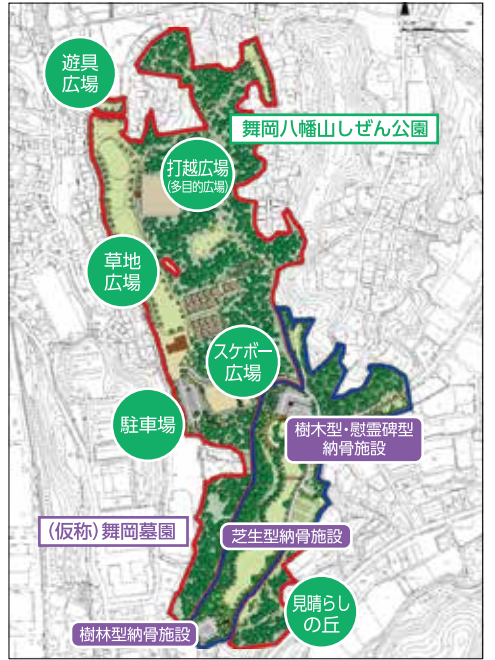 遊具
広場
舞岡八幡山しぜん公園
打越広場
(多目的広場)
草地
広場
スケボー
広場
駐車場
樹木型・慰霊碑型
納骨施設
(仮称)舞岡墓園
芝生型納骨施設
見晴らし
の丘
樹林型納骨施設